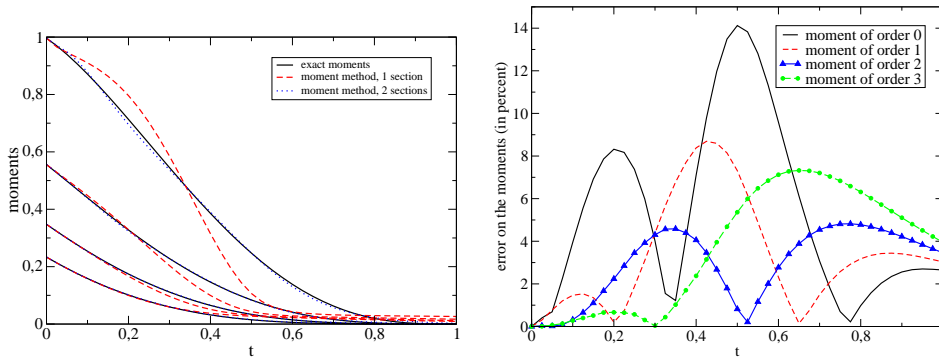 1
0,8
0,6
0,4
0,2
0
moments
0
0,2
0,4
0,6
0,8
1
t
exact moments
moment method, 1 section
moment method, 2 sections
14
12
10
8
6
4
2
0
error on the moments (in percent)
0
0.2
0.4
0.6
0.8
t
moment of order 0
moment of order 1
moment of order 2
moment of order 3